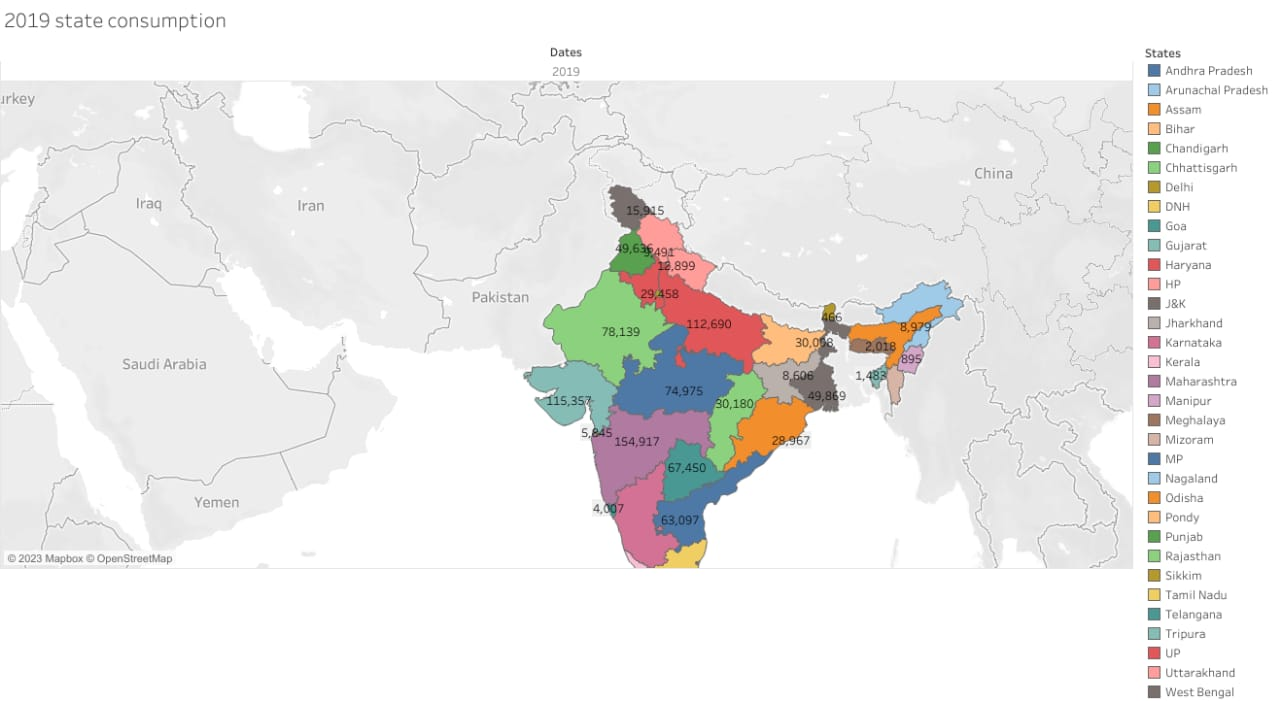 2019 state consumption
Dates
2019
States
Andhra Pradesh
Arunachal Pradesh
Assam
Bihar
Chandigarh
Chhattisgarh
Delhi
DNH
Goa
Gujarat
Haryana
HP
J&K
Jharkhand
Karnataka
Kerala
Maharashtra
Manipur
Meghalaya
Mizoram
MP
Nagaland
Odisha
Pondy
Punjab
Rajasthan
Sikkim
Tamil Nadu
Telangana
Tripura
UP
Uttarakhand
West Bengal
urkey
China
Iraq
Iran
15,915
49,636
9,491
12,899
Pakistan
29,458
466
112,690
8,979
78,139
30,098
2,018
895
Saudi Arabia
8,606
1,483
74,975
49,869
115,357
30,180
5,845
154,917
28,967
67,450
Yemen
4,007
63,097
© 2023 Mapbox © OpenStreetMap